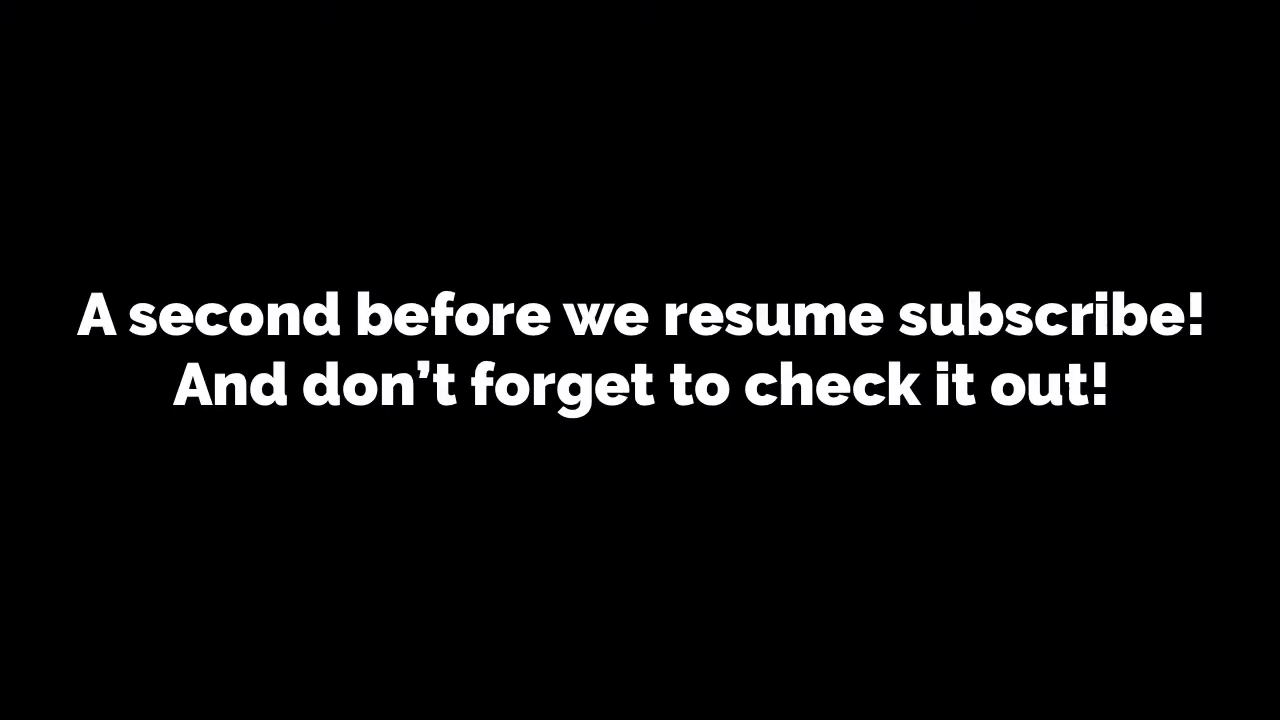 A second before we resume subscribe!
And don’t forget to check it out!